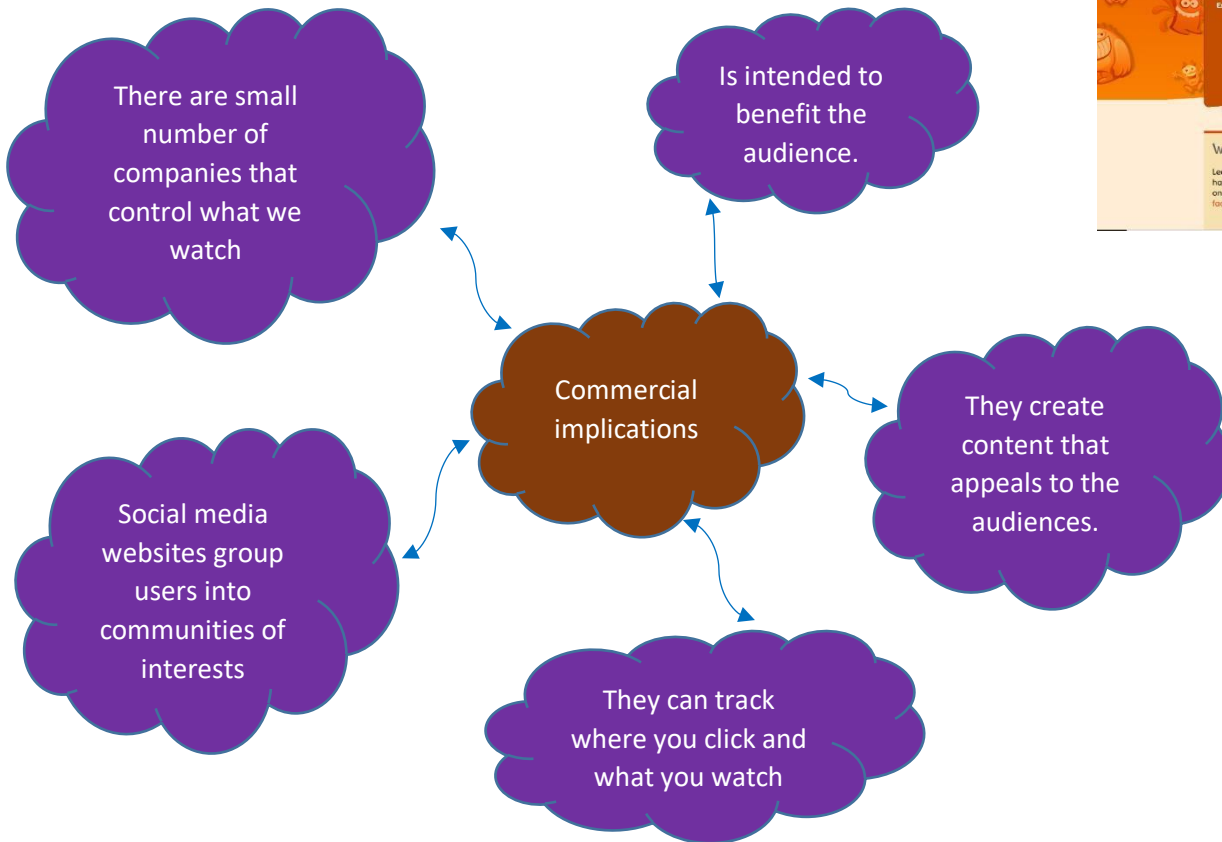 There are small
number of
companies that
control what we
watch
Is intended to
benefit the
audience.
Commercial
implications
They create
content that
appeals to the
audiences.
Social media
websites group
users into
communities of
interests
They can track
where you click and
what you watch